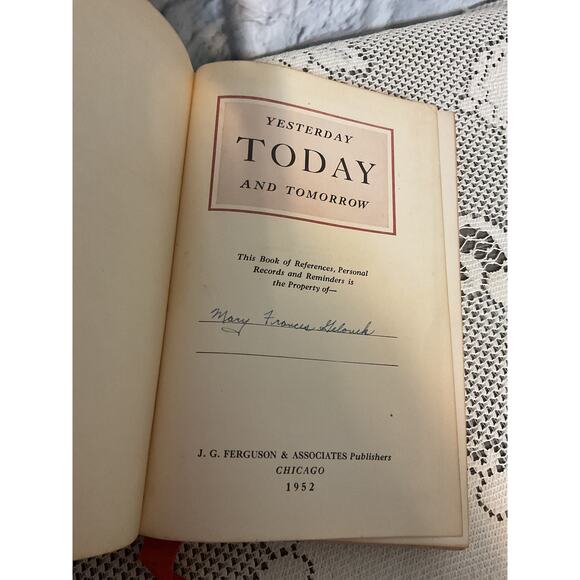 YESTERDAY
TODAY
AND TOMORROW
This Book of References, Personal
Records and Reminders is
the Property of—
Mary Frances Gelouch
J. G. FERGUSON & ASSOCIATES Publishers
CHICAGO
1952